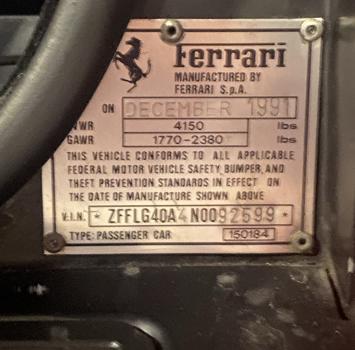 Ferrari
MANUFACTURED BY
FERRARI S.p.A.
ON DECEMBER 1991
VWR 4150 lbs
GAWR 1770-2380 lbs
THIS VEHICLE CONFORMS TO ALL APPLICABLE
FEDERAL MOTOR VEHICLE SAFETY, BUMPER, AND
THEFT PREVENTION STANDARDS IN EFFECT ON
THE DATE OF MANUFACTURE SHOWN ABOVE
V.I.N. * ZFFLG40A4N0092599 *
TYPE: PASSENGER CAR 150184